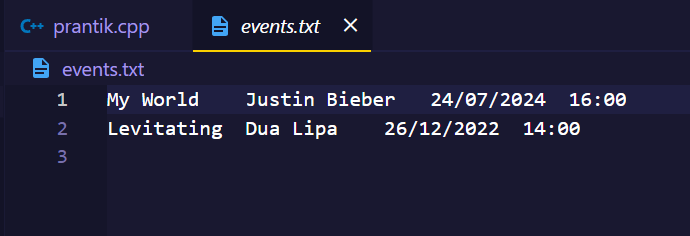 prantik.cpp events.txt
events.txt
1 My World Justin Bieber 24/07/2024 16:00
2 Levitating Dua Lipa 26/12/2022 14:00
3